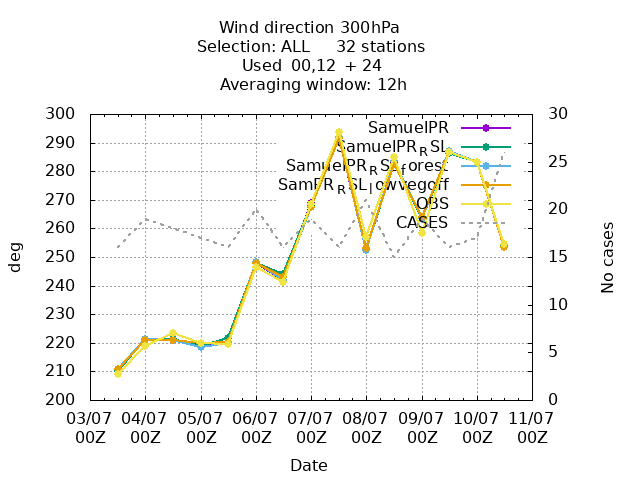 Wind direction 300hPa
Selection: ALL 32 stations
Used 00,12 + 24
Averaging window: 12h
300
290
280
270
260
250
240
230
220
210
200
30
25
20
15
10
5
0
deg
No cases
SamuelPR
SamuelPR_RSL
SamuelPR_RSL_forest
SamPR_RSL_lowvegoff
OBS
CASES
03/07 04/07 05/07 06/07 07/07 08/07 09/07 10/07 11/07
00Z 00Z 00Z 00Z 00Z 00Z 00Z 00Z 00Z
Date